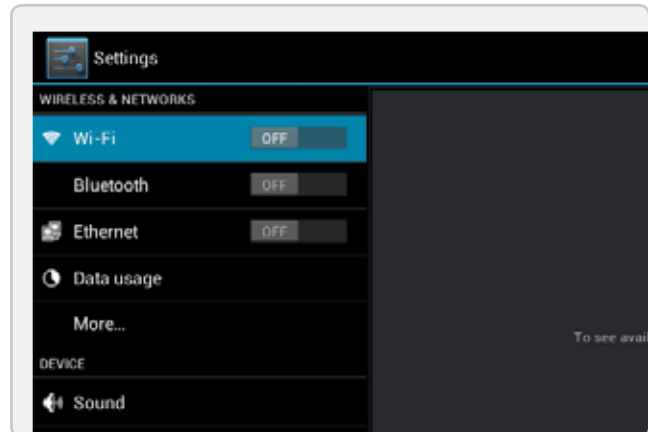 Settings
WIRELESS & NETWORKS
Wi-Fi OFF
Bluetooth OFF
Ethernet OFF
Data usage
More...
To see avail
DEVICE
Sound